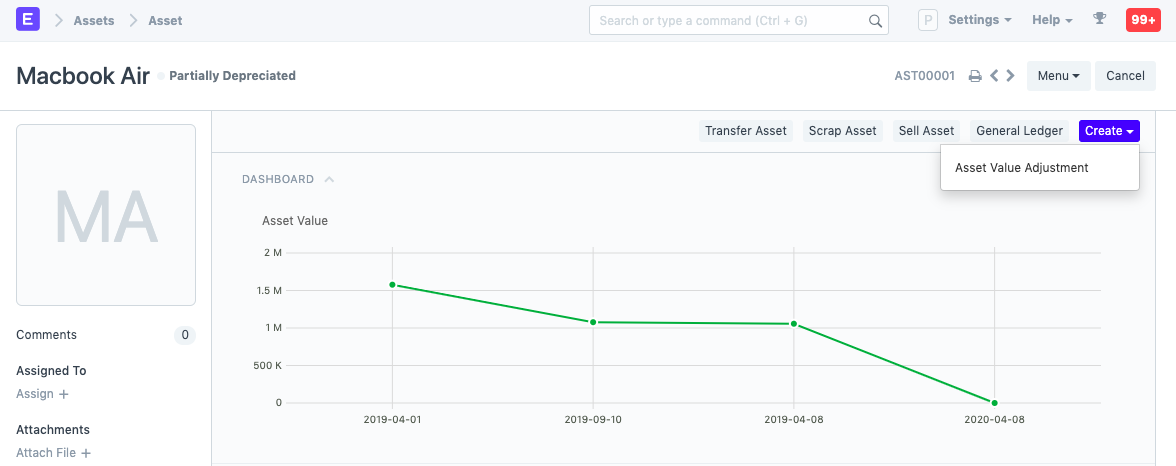 E Assets Asset Search or type a command (Ctrl + G) P Settings Help 99+
Macbook Air Partially Depreciated AST00001 Menu Cancel
Transfer Asset Scrap Asset Sell Asset General Ledger Create
Asset Value Adjustment
MA
Comments 0
Assigned To
Assign +
Attachments
Attach File +
DASHBOARD
Asset Value
2 M
1.5 M
1 M
500 K
0
2019-04-01 2019-09-10 2019-04-08 2020-04-08